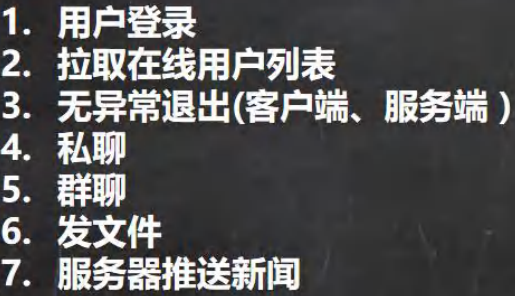 1. 用户登录
2. 拉取在线用户列表
3. 无异常退出(客户端、服务端）
4. 私聊
5. 群聊
6. 发文件
7. 服务器推送新闻